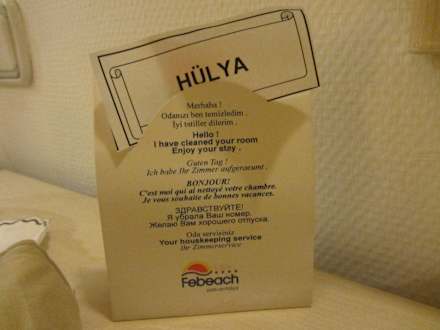 HÜLYA
Merhaba !
Odanızı ben temizledim .
İyi tatiller dilerim .
Hello !
I have cleaned your room
Enjoy your stay .
Guten Tag !
Ich habe Ihr Zimmer aufgeraumt .
BONJOUR!
C'est moi qui ai nettoyé votre chambre.
Je vous souhaite de bonnes vacances.
ЗДРАВСТВУЙТЕ!
Я убрала Ваш номер.
Желаю Вам хорошего отпуска.
Oda servisiniz
Your houskeeping service
Ihr Zimmerservice
Febeach